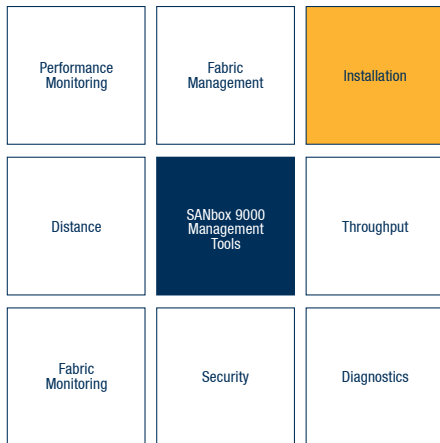 Performance
Monitoring
Fabric
Management
Installation
Distance
SANbox 9000
Management
Tools
Throughput
Fabric
Monitoring
Security
Diagnostics